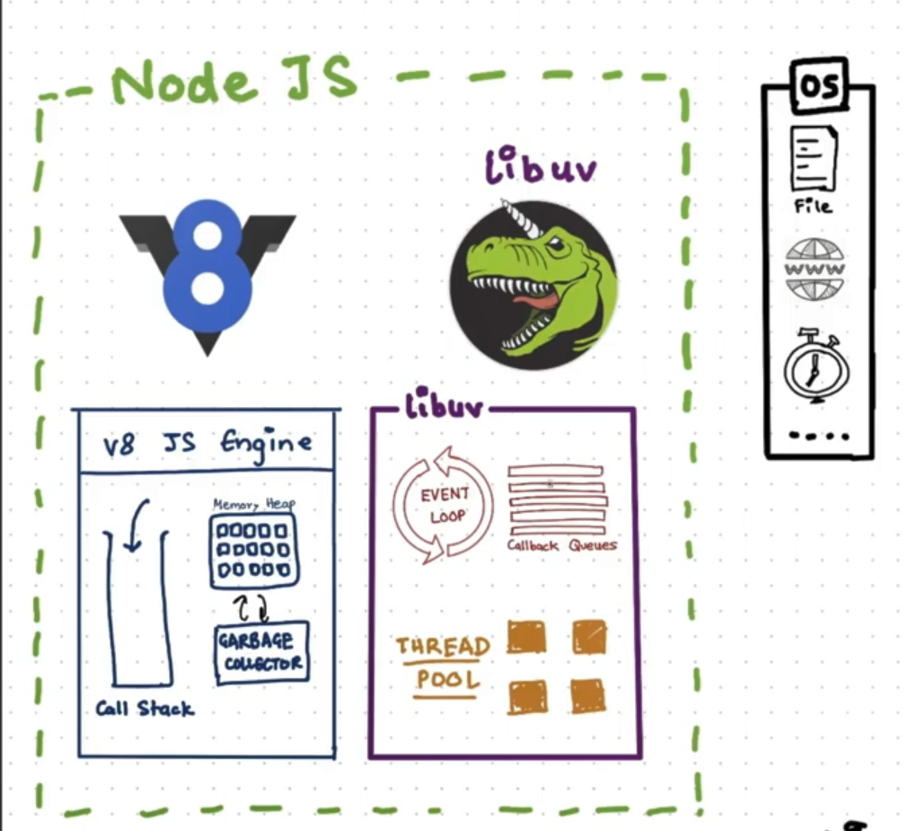 Node JS
OS
libuv
V8
File
www
libuv
V8 JS Engine
EVENT
LOOP
Memory Heap
Callback Queues
GARBAGE
COLLECTOR
THREAD
POOL
Call Stack